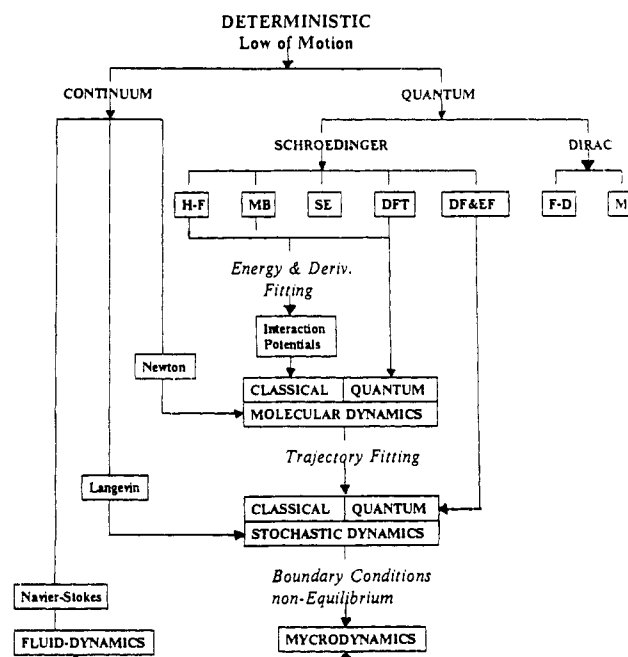 DETERMINISTIC
Low of Motion
CONTINUUM
QUANTUM
SCHROEDINGER
DIRAC
H-F
MB
SE
DFT
DF&EF
F-D
M
Energy & Deriv.
Fitting
Interaction
Potentials
Newton
CLASSICAL
QUANTUM
MOLECULAR DYNAMICS
Trajectory Fitting
Langevin
CLASSICAL
QUANTUM
STOCHASTIC DYNAMICS
Boundary Conditions
non-Equilibrium
Navier-Stokes
FLUID-DYNAMICS
MYCRODYNAMICS